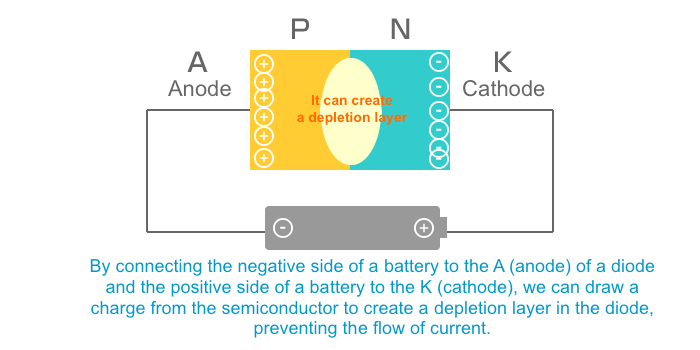 P N
A K
Anode Cathode
It can create
a depletion layer
By connecting the negative side of a battery to the A (anode) of a diode
and the positive side of a battery to the K (cathode), we can draw a
charge from the semiconductor to create a depletion layer in the diode,
preventing the flow of current.